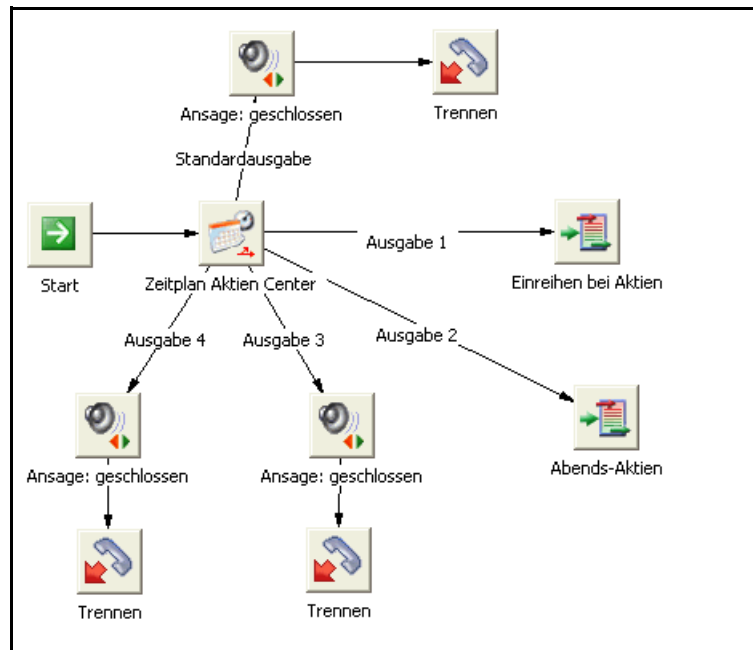 Ansage: geschlossen
Trennen
Standardausgabe
Start
Zeitplan Aktien Center
Ausgabe 1
Einreihen bei Aktien
Ausgabe 4
Ausgabe 3
Ausgabe 2
Ansage: geschlossen
Ansage: geschlossen
Abends-Aktien
Trennen
Trennen